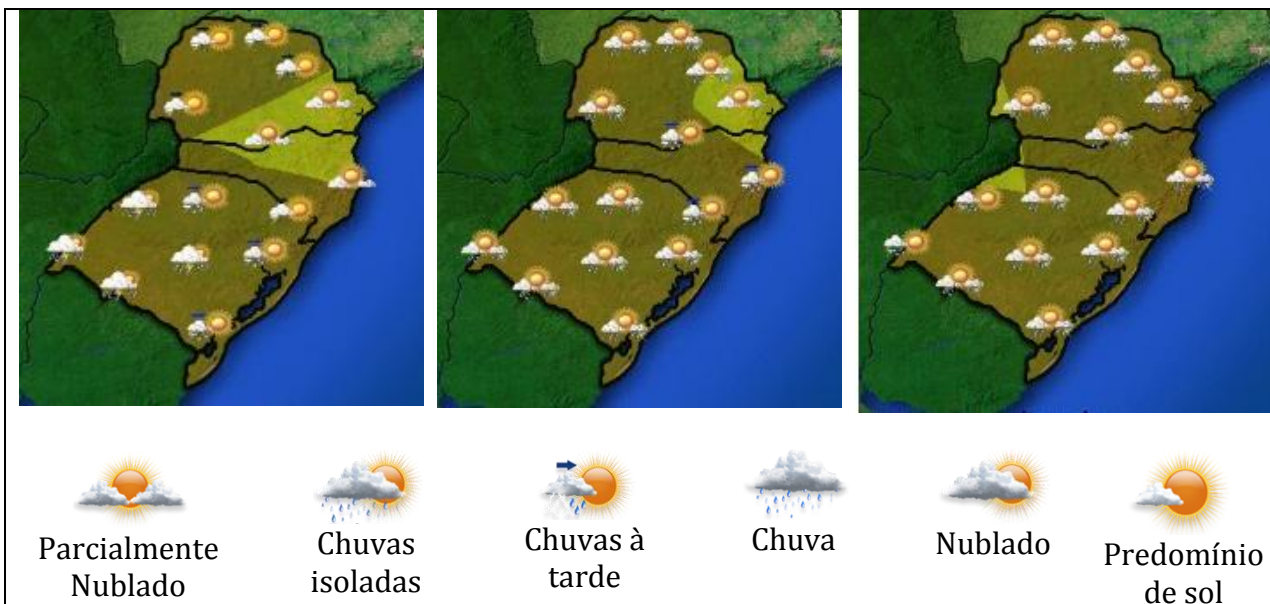 Parcialmente
Nublado
Chuvas
isoladas
Chuvas à
tarde
Chuva
Nublado
Predomínio
de sol